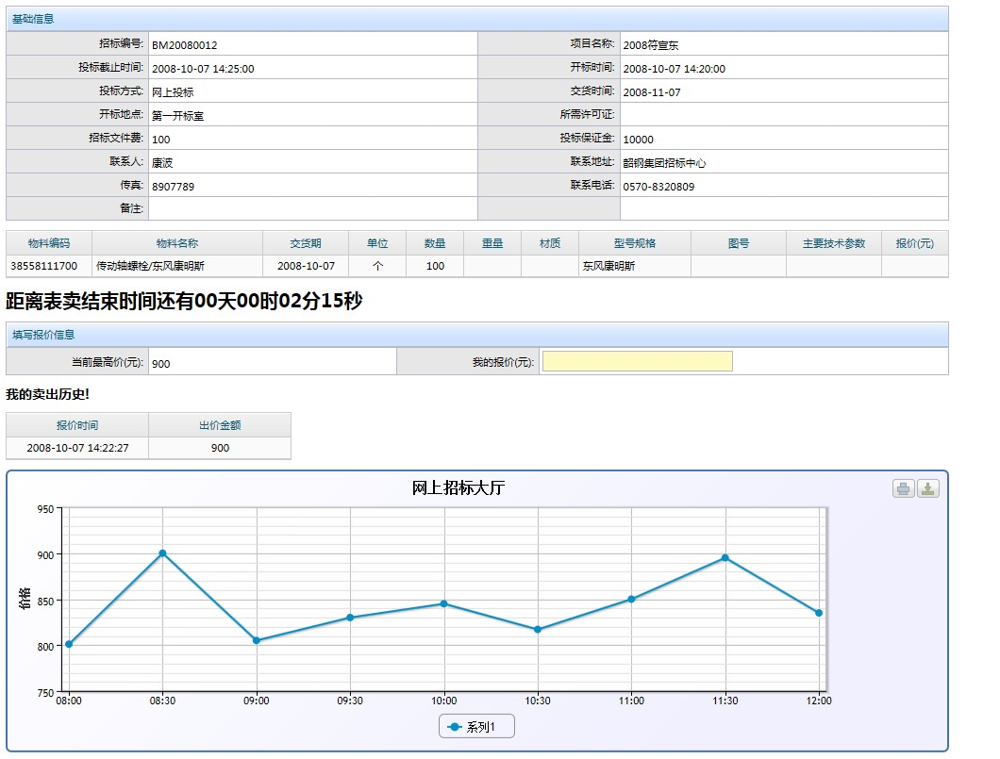 基础信息
招标编号: BM20080012 项目名称: 2008符宣东
投标截止时间: 2008-10-07 14:25:00 开标时间: 2008-10-07 14:20:00
投标方式: 网上投标 交货时间: 2008-11-07
开标地点: 第一开标室 所需许可证:
招标文件费: 100 投标保证金: 10000
联系人: 康波 联系地址: 韶钢集团招标中心
传真: 8907789 联系电话: 0570-8320809
备注:
物料编码 物料名称 交货期 单位 数量 重量 材质 型号规格 图号 主要技术参数 报价(元)
38558111700 传动轴螺栓/东风康明斯 2008-10-07 个 100 东风康明斯
距离表卖结束时间还有00天00时02分15秒
填写报价信息
当前最高价(元): 900 我的报价(元):
我的卖出历史!
报价时间 出价金额
2008-10-07 14:22:27 900
网上招标大厅
价格
950
900
850
800
750
08:00 08:30 09:00 09:30 10:00 10:30 11:00 11:30 12:00
系列1